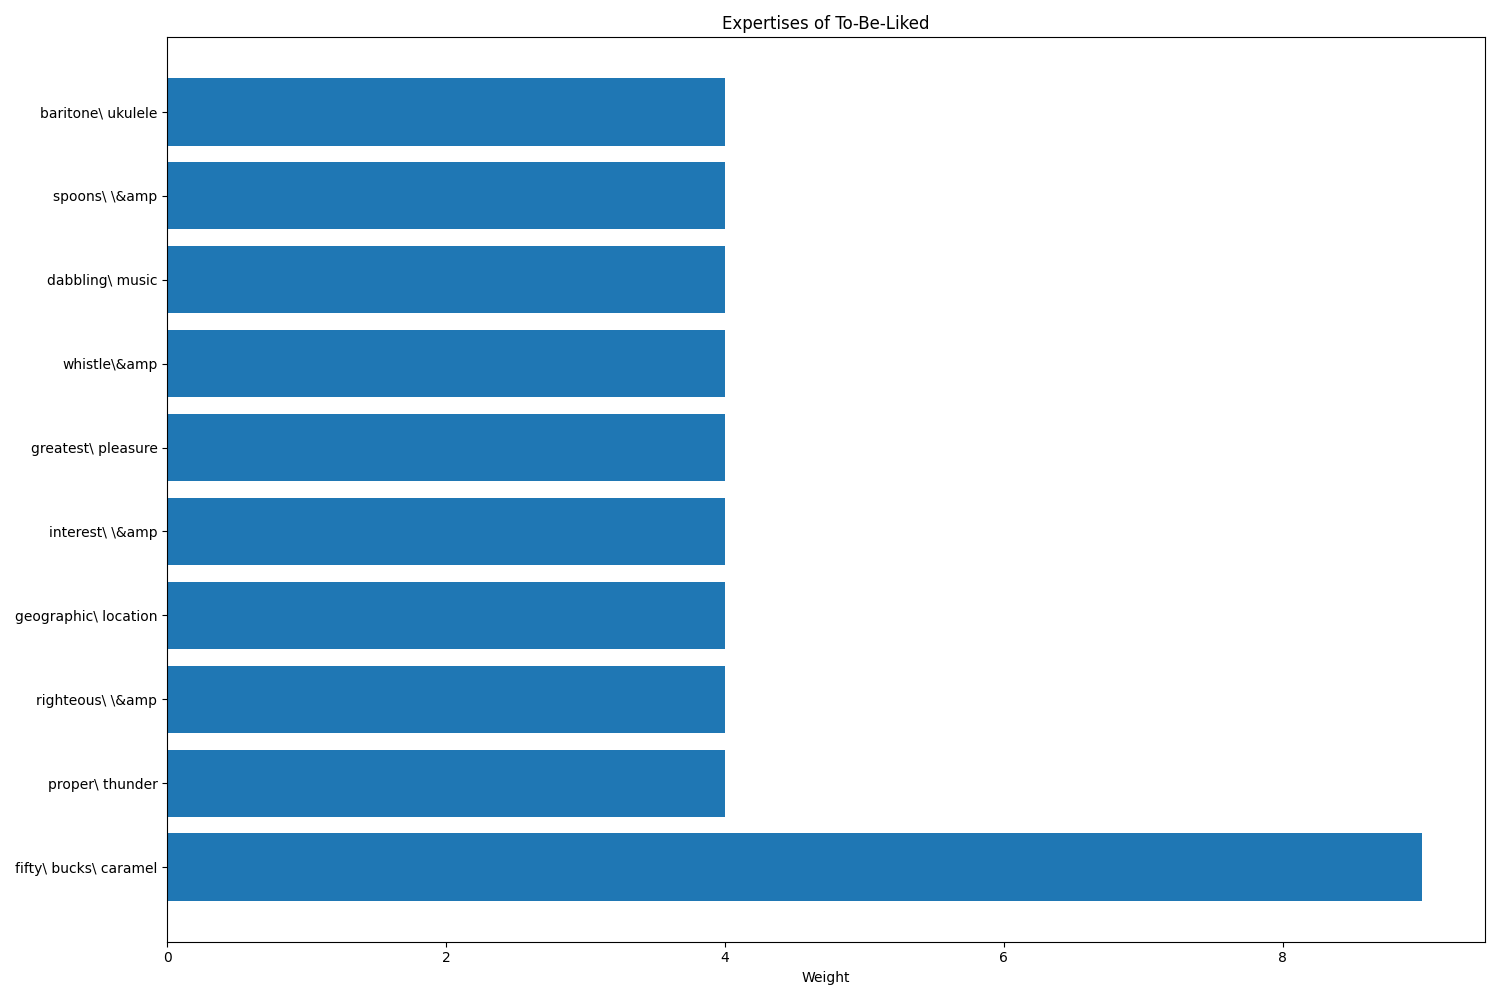 Expertises of To-Be-Liked
baritone\ ukulele
spoons\ \&amp
dabbling\ music
whistle\&amp
greatest\ pleasure
interest\ \&amp
geographic\ location
righteous\ \&amp
proper\ thunder
fifty\ bucks\ caramel
0 2 4 6 8
Weight